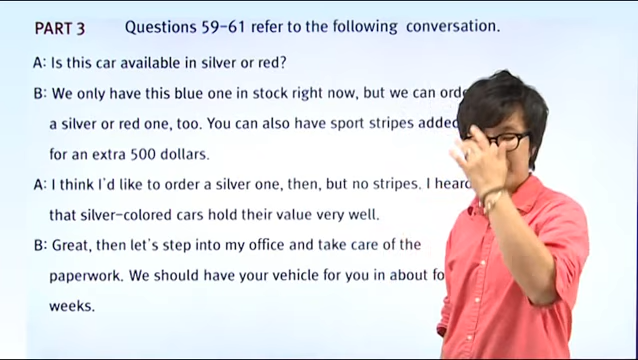 PART 3 Questions 59-61 refer to the following conversation.
A: Is this car available in silver or red?
B: We only have this blue one in stock right now, but we can
a silver or red one, too. You can also have sport stripes added
for an extra 500 dollars.
A: I think I'd like to order a silver one, then, but no stripes. I heard
that silver-colored cars hold their value very well.
B: Great, then let's step into my office and take care of the
paperwork. We should have your vehicle for you in about
weeks.